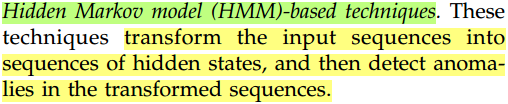 Hidden Markov model (HMM)-based techniques. These
techniques transform the input sequences into
sequences of hidden states, and then detect anoma-
lies in the transformed sequences.